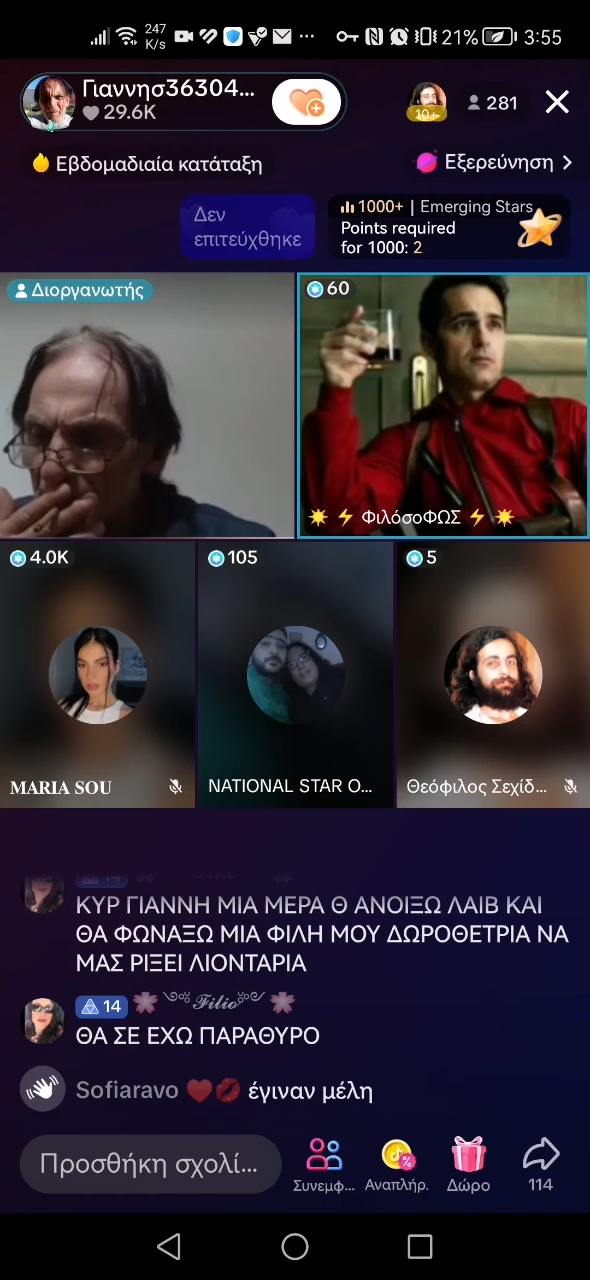 247
K/s
21%
3:55
Γιαννησ36304...
29.6K
10+
281
Εβδομαδιαία κατάταξη
Εξερεύνηση
Δεν
επιτεύχθηκε
1000+ | Emerging Stars
Points required
for 1000: 2
Διοργανωτής
60
ΦιλόσοΦΩΣ
4.0K
105
5
MARIA SOU
NATIONAL STAR O...
Θεόφιλος Σεχίδ...
14
ΚΥΡ ΓΙΑΝΝΗ ΜΙΑ ΜΕΡΑ Θ ΑΝΟΙΞΩ ΛΑΙΒ ΚΑΙ
ΘΑ ΦΩΝΑΞΩ ΜΙΑ ΦΙΛΗ ΜΟΥ ΔΩΡΟΘΕΤΡΙΑ ΝΑ
ΜΑΣ ΡΙΞΕΙ ΛΙΟΝΤΑΡΙΑ
14 🌸 ༺ 𝓕𝓲𝓵𝓲𝓸 ༻ 🌸
ΘΑ ΣΕ ΕΧΩ ΠΑΡΑΘΥΡΟ
Sofiaravo ❤️💋 έγιναν μέλη
Προσθήκη σχολί...
Συνεμφ...
Αναπλήρ.
Δώρο
114